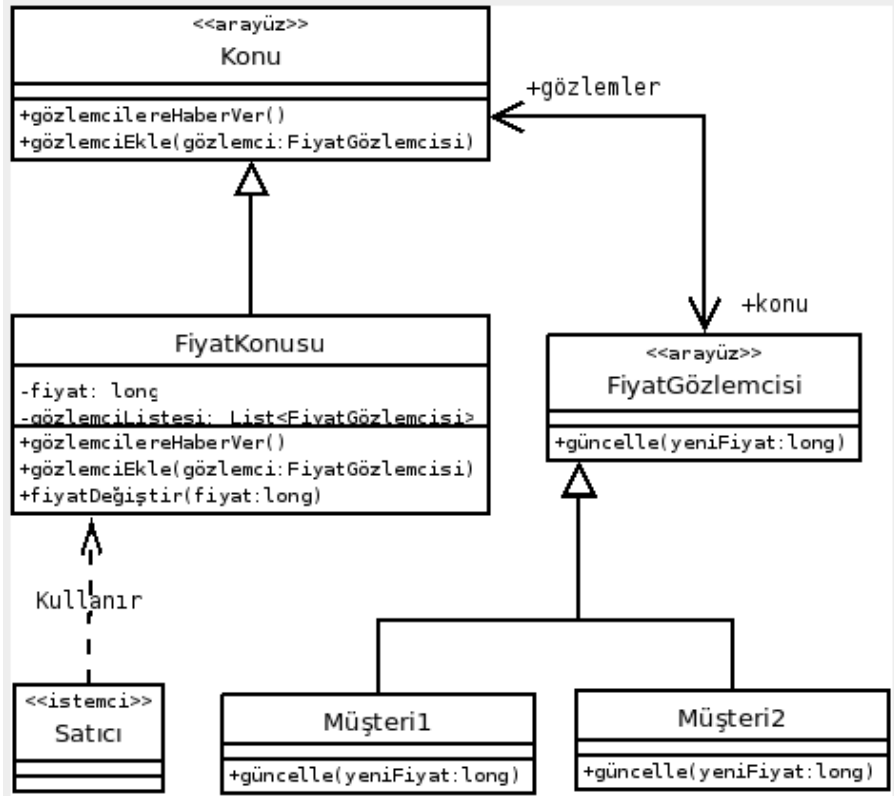 <<arayüz>>
Konu
+gözlemcilereHaberVer()
+gözlemciEkle(gözlemci:FiyatGözlemcisi)
+gözlemler
+konu
FiyatKonusu
-fiyat: long
-gözlemciListesi: List<FiyatGözlemcisi>
+gözlemcilereHaberVer()
+gözlemciEkle(gözlemci:FiyatGözlemcisi)
+fiyatDeğiştir(fiyat:long)
<<arayüz>>
FiyatGözlemcisi
+güncelle(yeniFiyat:long)
Kullanır
<<istemci>>
Satıcı
Müşteri1
+güncelle(yeniFiyat:long)
Müşteri2
+güncelle(yeniFiyat:long)